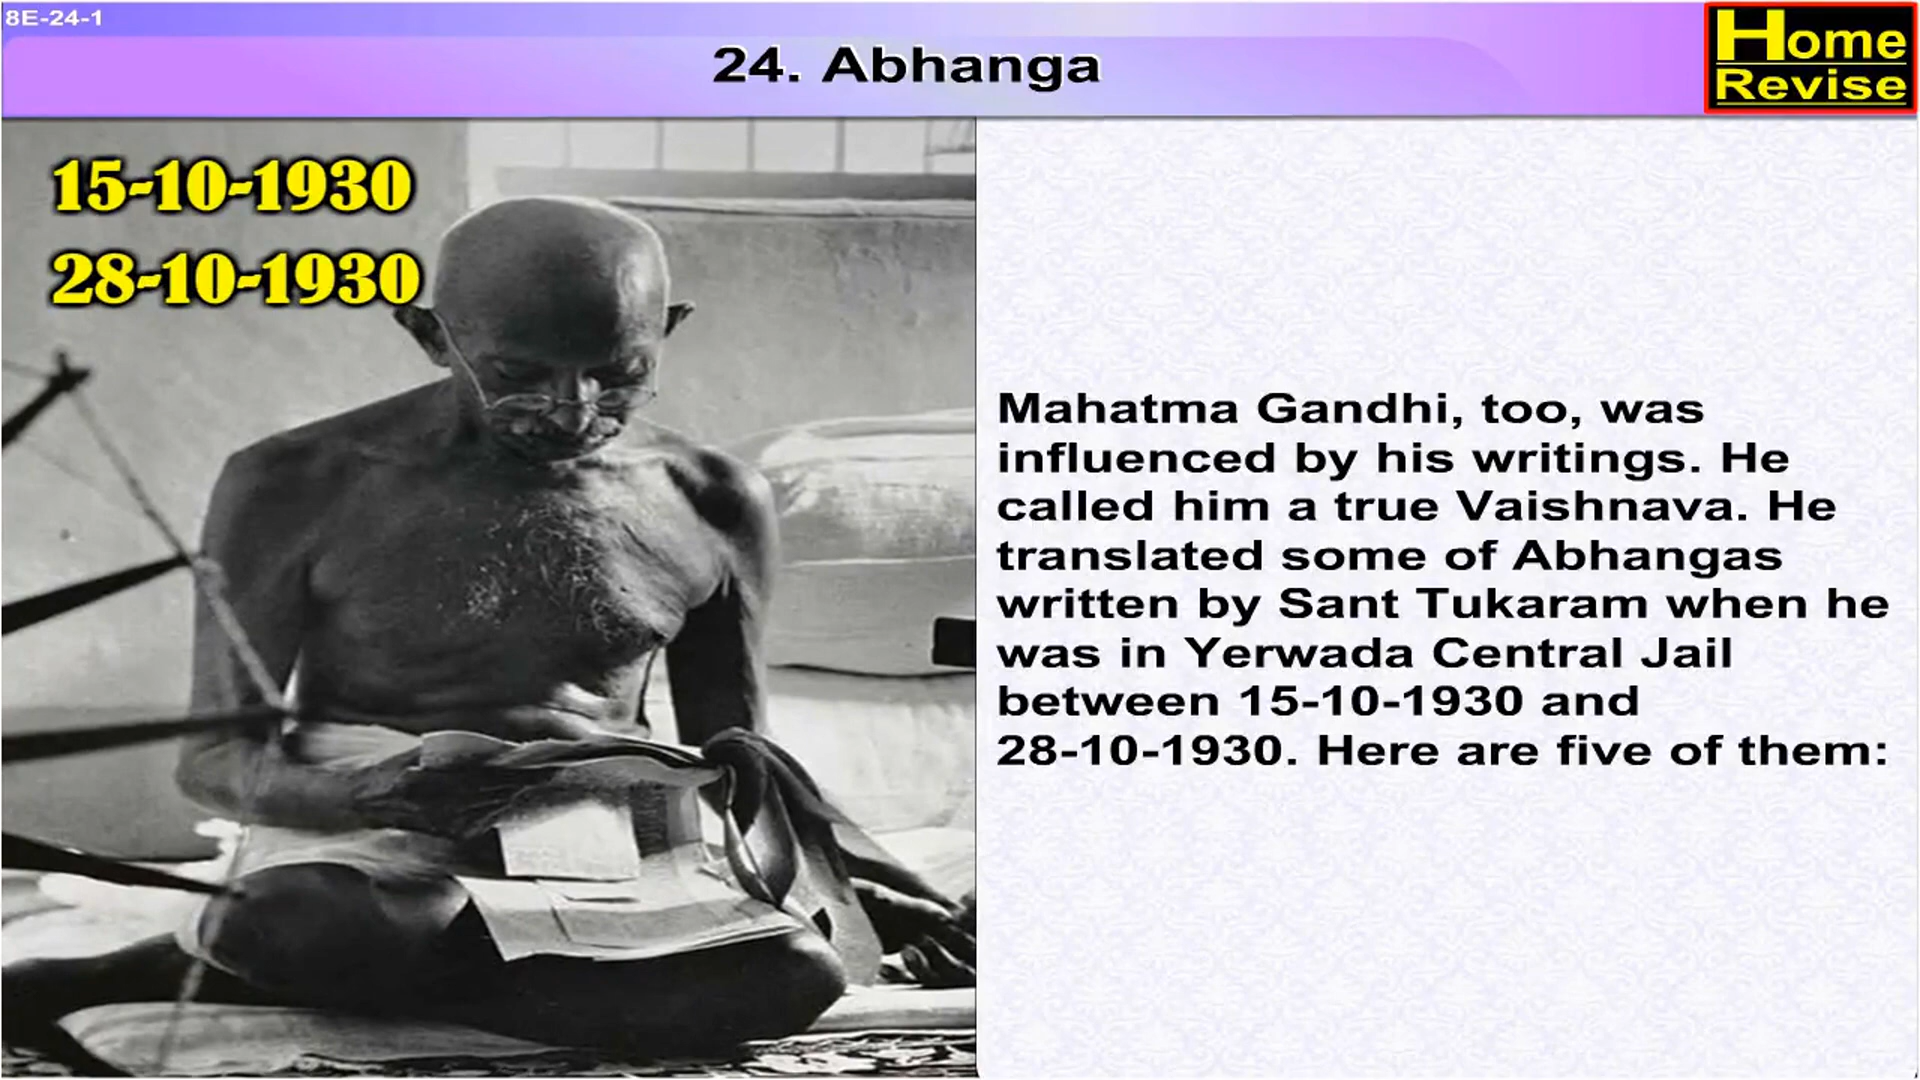 8E-24-1
24. Abhanga
Home
Revise
15-10-1930
28-10-1930
Mahatma Gandhi, too, was
influenced by his writings. He
called him a true Vaishnava. He
translated some of Abhangas
written by Sant Tukaram when he
was in Yerwada Central Jail
between 15-10-1930 and
28-10-1930. Here are five of them: